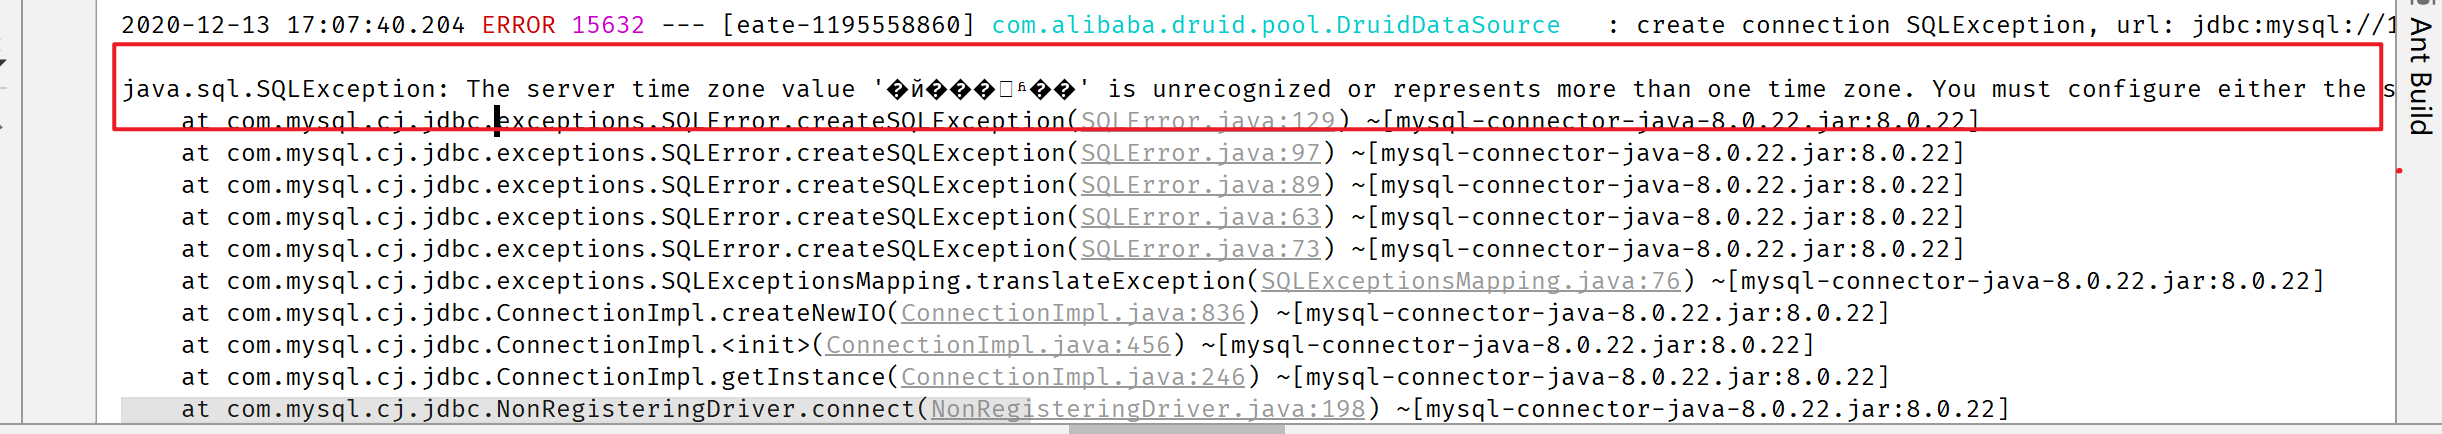 2020-12-13 17:07:40.204 ERROR 15632 --- [eate-1195558860] com.alibaba.druid.pool.DruidDataSource : create connection SQLException, url: jdbc:mysql://1
java.sql.SQLException: The server time zone value '�й���׼ʱ��' is unrecognized or represents more than one time zone. You must configure either the s
at com.mysql.cj.jdbc.exceptions.SQLError.createSQLException(SQLError.java:129) ~[mysql-connector-java-8.0.22.jar:8.0.22]
at com.mysql.cj.jdbc.exceptions.SQLError.createSQLException(SQLError.java:97) ~[mysql-connector-java-8.0.22.jar:8.0.22]
at com.mysql.cj.jdbc.exceptions.SQLError.createSQLException(SQLError.java:89) ~[mysql-connector-java-8.0.22.jar:8.0.22]
at com.mysql.cj.jdbc.exceptions.SQLError.createSQLException(SQLError.java:63) ~[mysql-connector-java-8.0.22.jar:8.0.22]
at com.mysql.cj.jdbc.exceptions.SQLError.createSQLException(SQLError.java:73) ~[mysql-connector-java-8.0.22.jar:8.0.22]
at com.mysql.cj.jdbc.exceptions.SQLExceptionsMapping.translateException(SQLExceptionsMapping.java:76) ~[mysql-connector-java-8.0.22.jar:8.0.22]
at com.mysql.cj.jdbc.ConnectionImpl.createNewIO(ConnectionImpl.java:836) ~[mysql-connector-java-8.0.22.jar:8.0.22]
at com.mysql.cj.jdbc.ConnectionImpl.<init>(ConnectionImpl.java:456) ~[mysql-connector-java-8.0.22.jar:8.0.22]
at com.mysql.cj.jdbc.ConnectionImpl.getInstance(ConnectionImpl.java:246) ~[mysql-connector-java-8.0.22.jar:8.0.22]
at com.mysql.cj.jdbc.NonRegisteringDriver.connect(NonRegisteringDriver.java:198) ~[mysql-connector-java-8.0.22.jar:8.0.22]
Ant Build